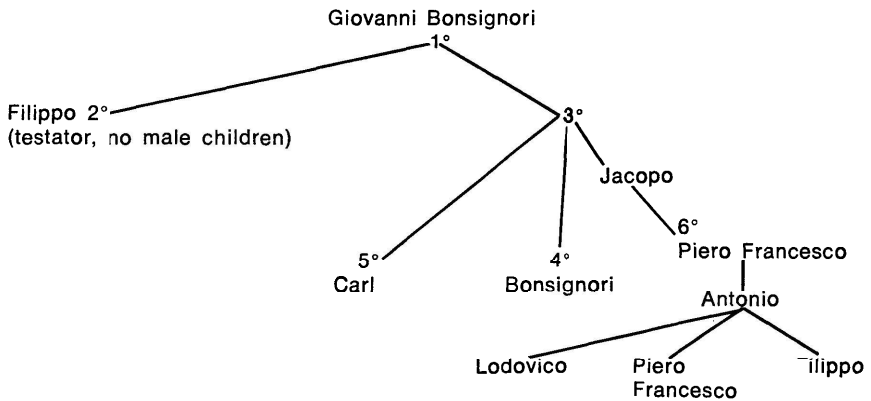 Giovanni Bonsignori
1°
Filippo 2°
(testator, no male children)
3°
Jacopo
6°
Piero Francesco
5°
Carl
4°
Bonsignori
Antonio
Lodovico
Piero
Francesco
ilippo